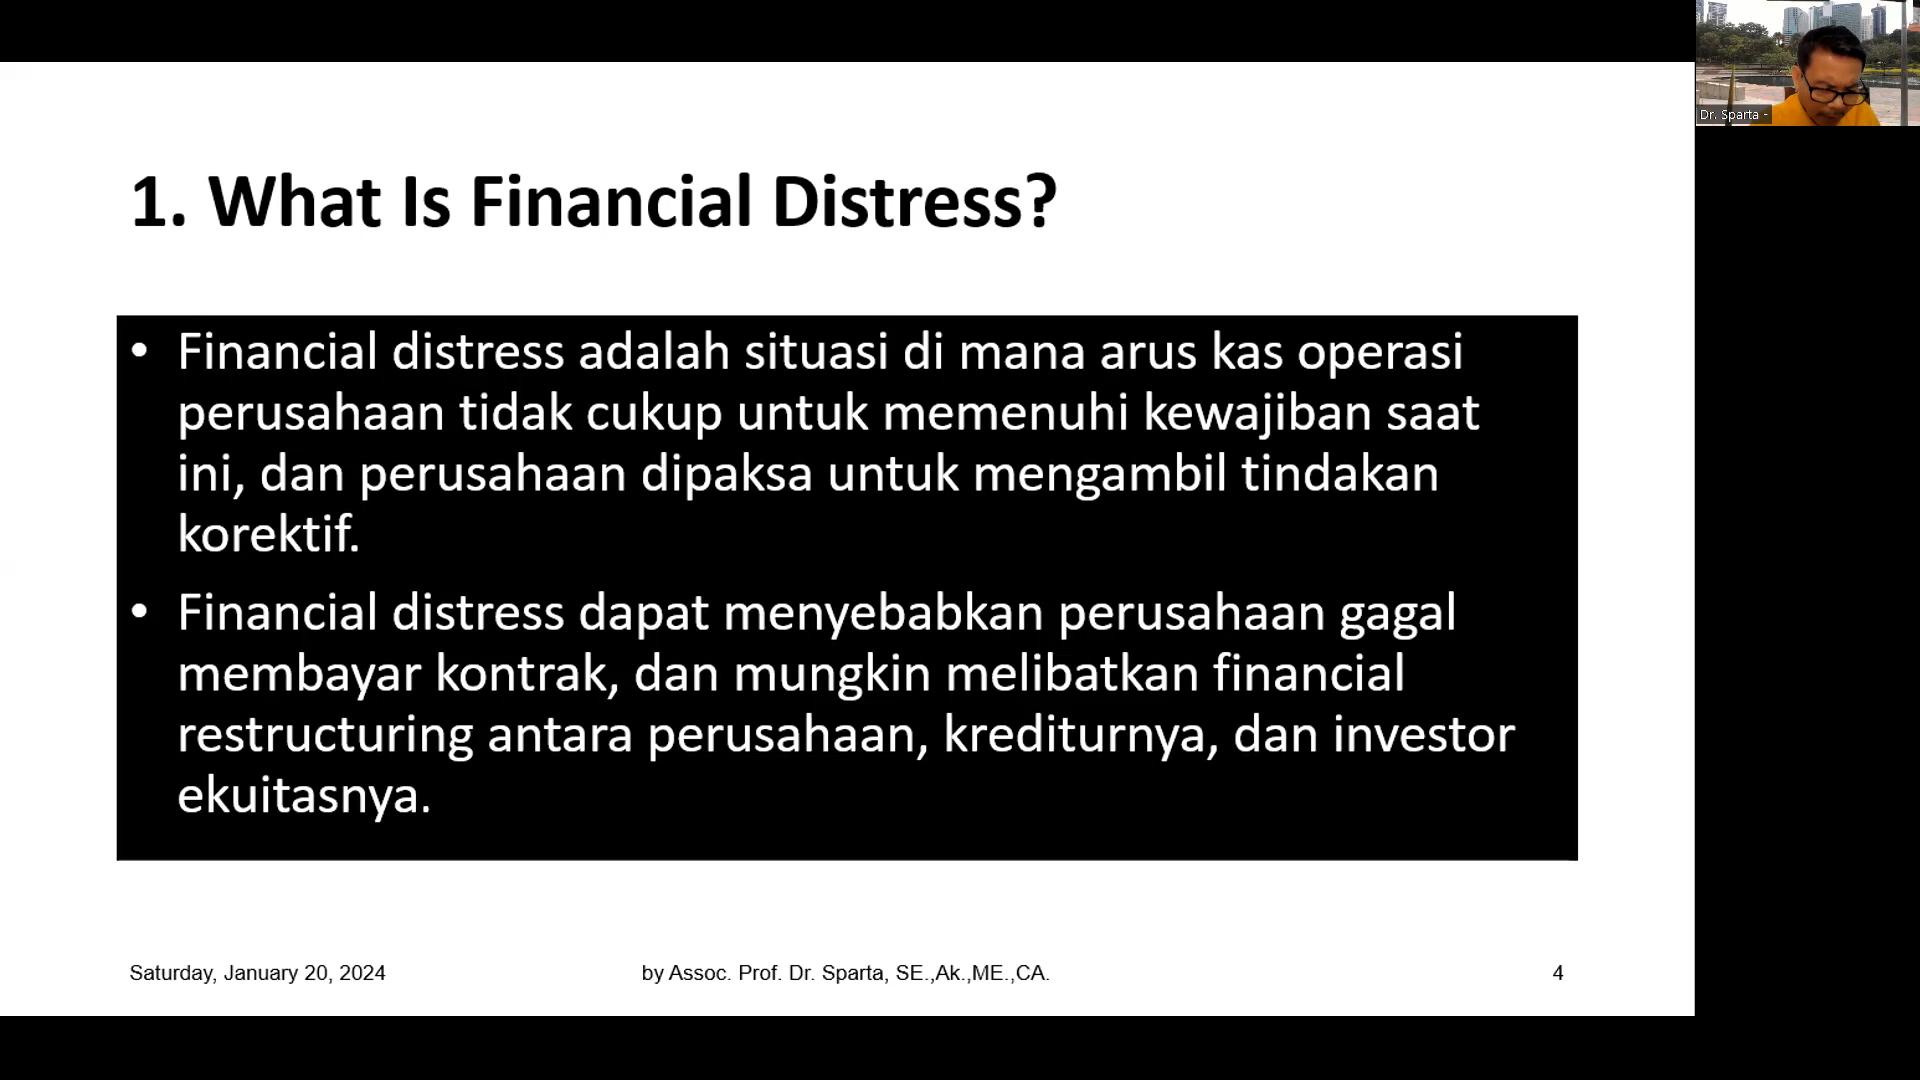 Dr. Sparta -
1. What Is Financial Distress?
• Financial distress adalah situasi di mana arus kas operasi
perusahaan tidak cukup untuk memenuhi kewajiban saat
ini, dan perusahaan dipaksa untuk mengambil tindakan
korektif.
• Financial distress dapat menyebabkan perusahaan gagal
membayar kontrak, dan mungkin melibatkan financial
restructuring antara perusahaan, krediturnya, dan investor
ekuitasnya.
Saturday, January 20, 2024
by Assoc. Prof. Dr. Sparta, SE.,Ak.,ME.,CA.
4